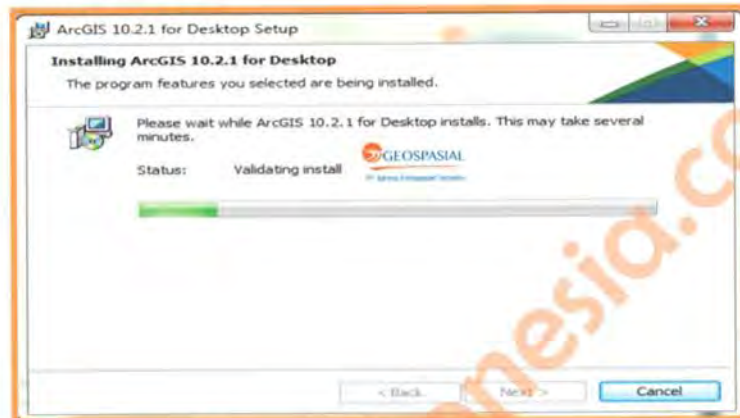 ArcGIS 10.2.1 for Desktop Setup
Installing ArcGIS 10.2.1 for Desktop
The program features you selected are being installed.
Please wait while ArcGIS 10.2.1 for Desktop installs. This may take several
minutes.
GEOSPASIAL
Status: Validating install
nesia.co
< Back
Next >
Cancel